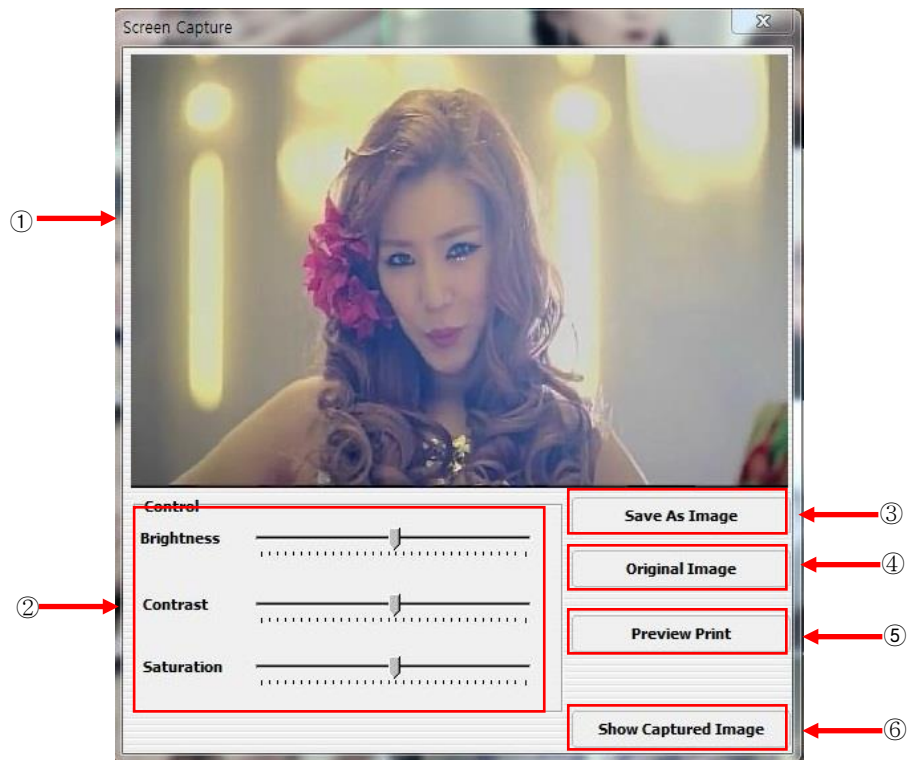 Screen Capture
①
Control
Brightness
Contrast
Saturation
②
Save As Image
③
Original Image
④
Preview Print
⑤
Show Captured Image
⑥